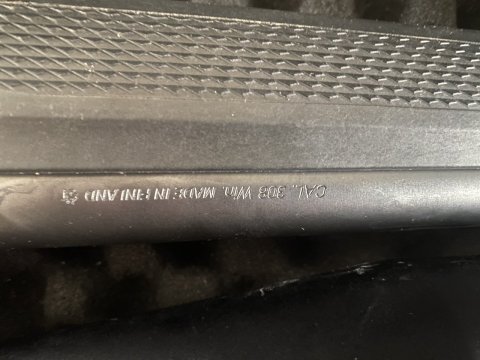 CAL. .308 Win. MADE IN FINLAND